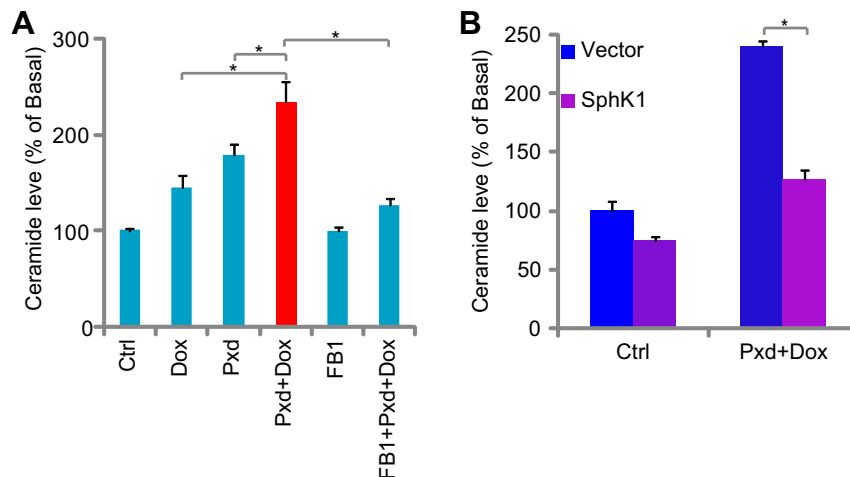 A
Ceramide leve (% of Basal)
300
200
100
0
*
*
*
Ctrl
Dox
Pxd
Pxd+Dox
FB1
FB1+Pxd+Dox
B
Ceramide leve (% of Basal)
250
200
150
100
50
0
Vector
SphK1
*
Ctrl
Pxd+Dox